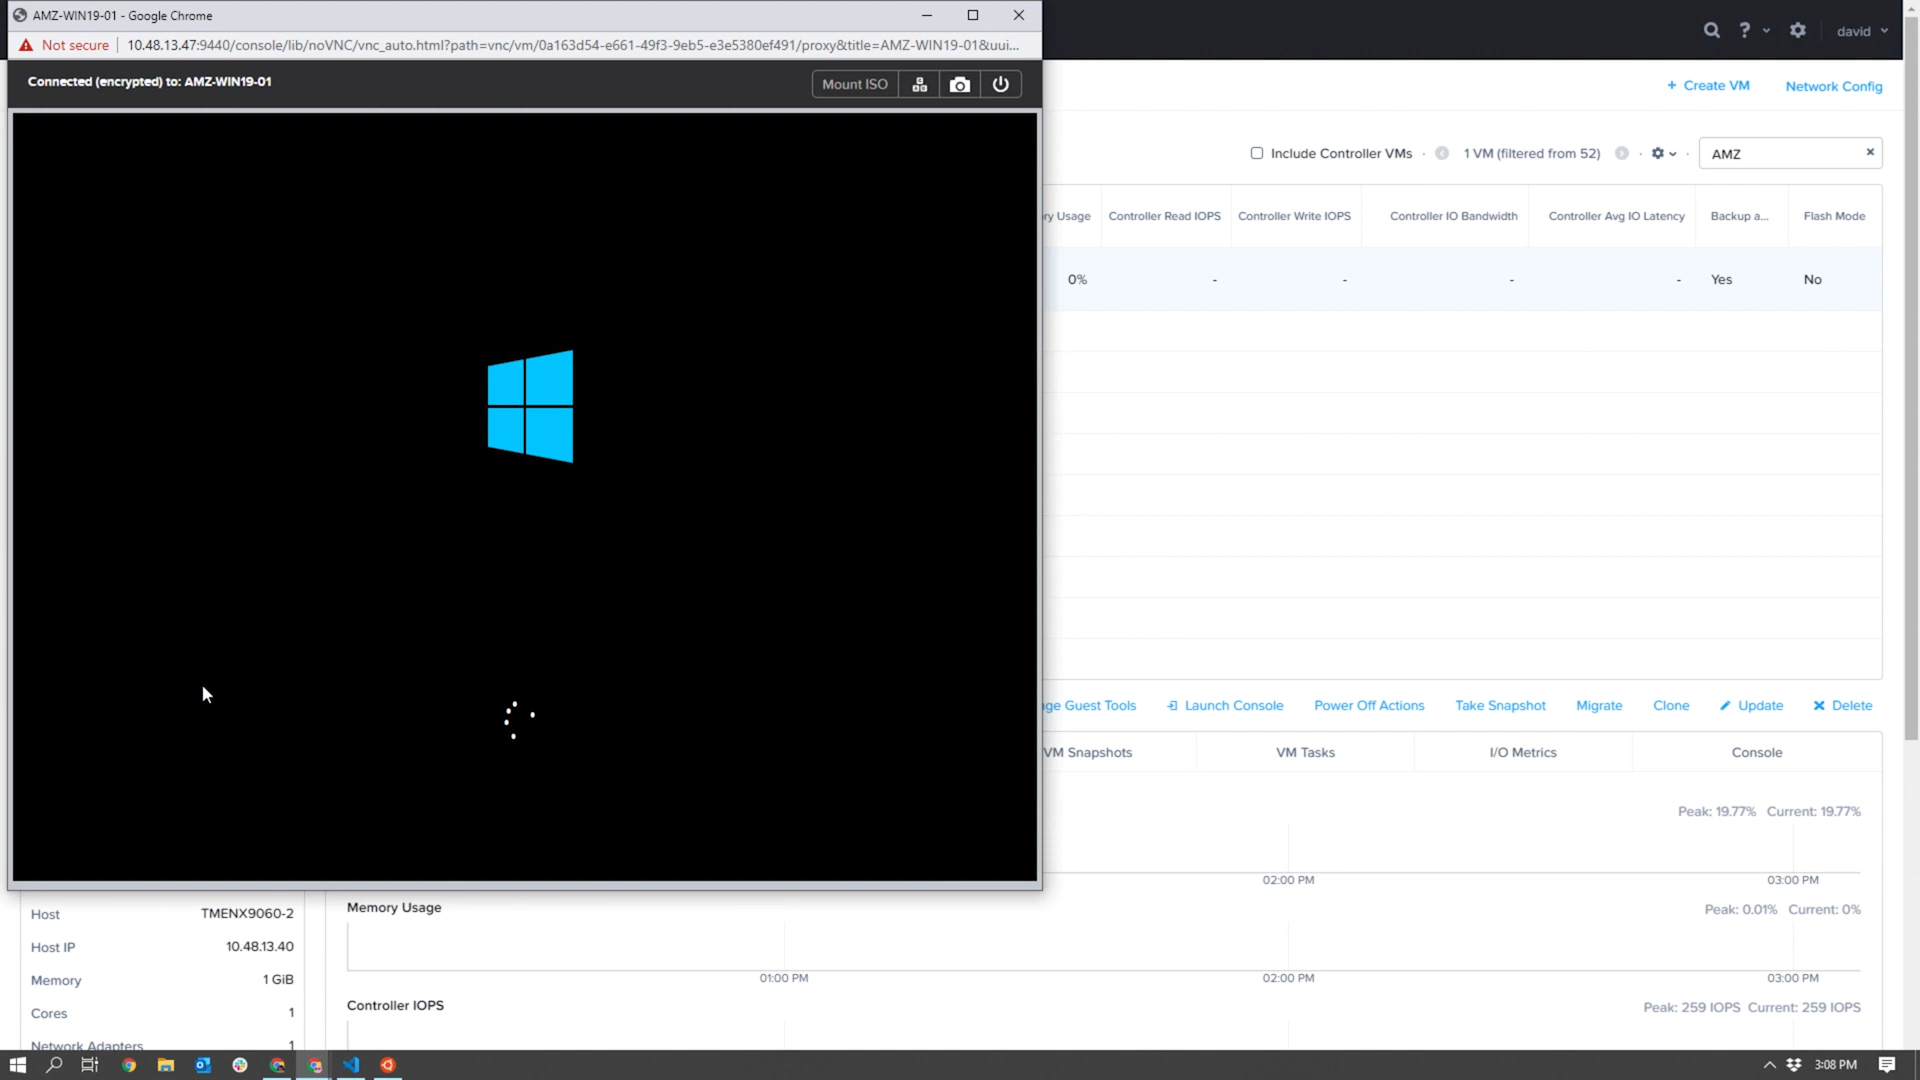 AMZ-WIN19-01 - Google Chrome
Not secure
10.48.13.47:9440/console/lib/noVNC/vnc_auto.html?path=vnc/vm/0a163d54-e661-49f3-9eb5-e3e5380ef491/proxy&title=AMZ-WIN19-01&uui...
Connected (encrypted) to: AMZ-WIN19-01
Mount ISO
? david
+ Create VM Network Config
Include Controller VMs · 1 VM (filtered from 52) · · AMZ ×
ry Usage Controller Read IOPS Controller Write IOPS Controller IO Bandwidth Controller Avg IO Latency Backup a... Flash Mode
0% - - - - Yes No
ge Guest Tools Launch Console Power Off Actions Take Snapshot Migrate Clone Update Delete
VM Snapshots VM Tasks I/O Metrics Console
Peak: 19.77% Current: 19.77%
02:00 PM 03:00 PM
Host TMENX9060-2
Host IP 10.48.13.40
Memory 1 GiB
Cores 1
Network Adapters 1
Memory Usage Peak: 0.01% Current: 0%
01:00 PM 02:00 PM 03:00 PM
Controller IOPS Peak: 259 IOPS Current: 259 IOPS
3:08 PM